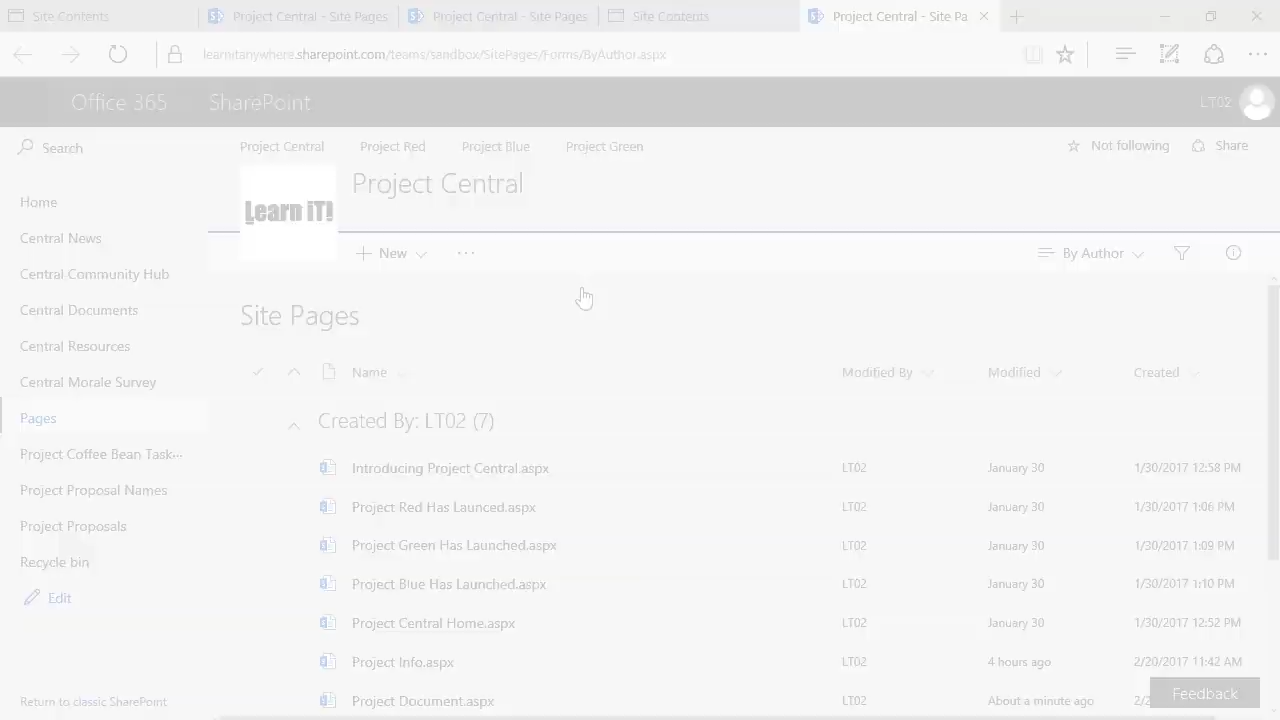 Site Contents
Project Central - Site Pages
Project Central - Site Pages
Site Contents
Project Central - Site Pa
learnitanywhere.sharepoint.com/teams/sandbox/SitePages/Forms/ByAuthor.aspx
Office 365 SharePoint LT02
Search
Project Central Project Red Project Blue Project Green
Not following Share
Learn iT!
Project Central
Home
Central News
Central Community Hub
Central Documents
Central Resources
Central Morale Survey
Pages
Project Coffee Bean Task...
Project Proposal Names
Project Proposals
Recycle bin
Edit
Return to classic SharePoint
New
By Author
Site Pages
Name Modified By Modified Created
Created By: LT02 (7)
Introducing Project Central.aspx LT02 January 30 1/30/2017 12:58 PM
Project Red Has Launced.aspx LT02 January 30 1/30/2017 1:06 PM
Project Green Has Launched.aspx LT02 January 30 1/30/2017 1:09 PM
Project Blue Has Launched.aspx LT02 January 30 1/30/2017 1:10 PM
Project Central Home.aspx LT02 January 30 1/30/2017 12:52 PM
Project Info.aspx LT02 4 hours ago 2/20/2017 11:42 AM
Project Document.aspx LT02 About a minute ago
Feedback